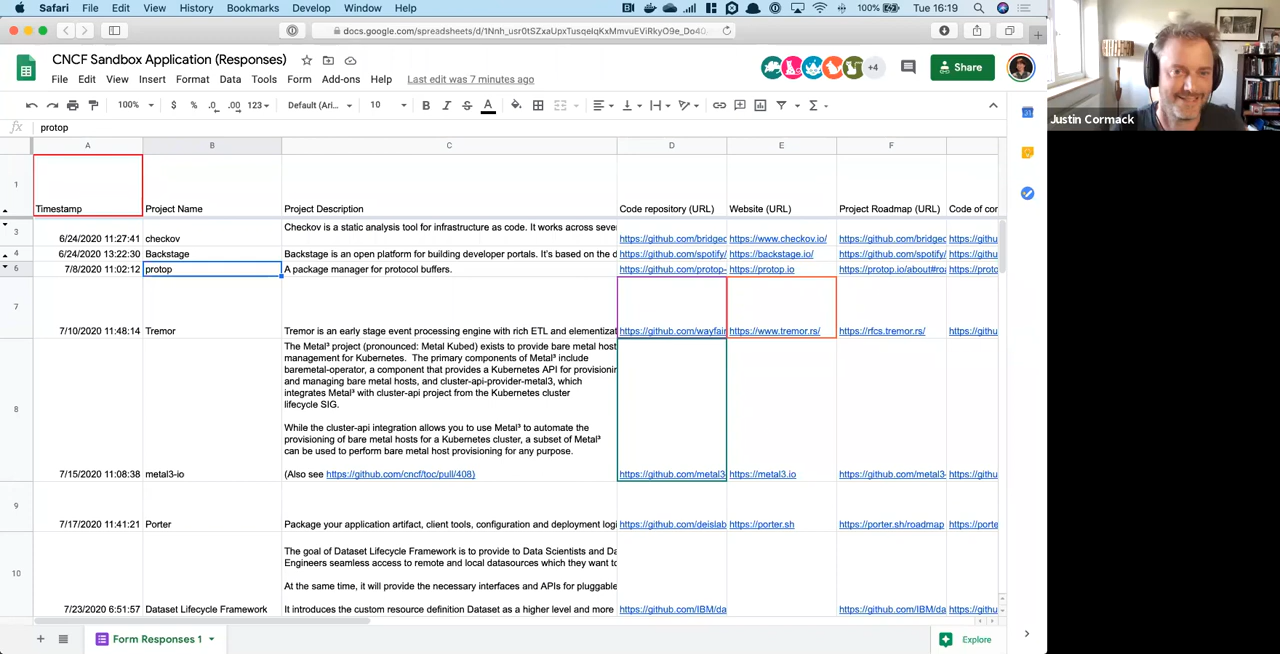 Safari File Edit View History Bookmarks Develop Window Help 100% Tue 16:19
docs.google.com/spreadsheets/d/1Nnh_usr0tSZxaUpxTusqeIqKxMmvuEViRkyO9e_Do40
CNCF Sandbox Application (Responses)
File Edit View Insert Format Data Tools Form Add-ons Help Last edit was 7 minutes ago
+4
Share
100% $ % .0 .00 123 Default (Ari... 10 B I S A
fx protop
A B C D E F
1 Timestamp Project Name Project Description Code repository (URL) Website (URL) Project Roadmap (URL) Code of con
3 6/24/2020 11:27:41 checkov Checkov is a static analysis tool for infrastructure as code. It works across seve https://github.com/bridgec https://www.checkov.io/ https://github.com/bridgec https://githu
4 6/24/2020 13:22:30 Backstage Backstage is an open platform for building developer portals. It's based on the d https://github.com/spotify/ https://backstage.io/ https://github.com/spotify/ https://githu
6 7/8/2020 11:02:12 protop A package manager for protocol buffers. https://github.com/protop- https://protop.io https://protop.io/about#roa https://proto
7 7/10/2020 11:48:14 Tremor Tremor is an early stage event processing engine with rich ETL and elementizat https://github.com/wayfair https://www.tremor.rs/ https://rfcs.tremor.rs/ https://githu
The Metal³ project (pronounced: Metal Kubed) exists to provide bare metal host
management for Kubernetes. The primary components of Metal³ include
baremetal-operator, a component that provides a Kubernetes API for provisionin
and managing bare metal hosts, and cluster-api-provider-metal3, which
integrates Metal³ with cluster-api project from the Kubernetes cluster
lifecycle SIG.
While the cluster-api integration allows you to use Metal³ to automate the
provisioning of bare metal hosts for a Kubernetes cluster, a subset of Metal³
can be used to perform bare metal host provisioning for any purpose.
8 7/15/2020 11:08:38 metal3-io (Also see https://github.com/cncf/toc/pull/408) https://github.com/metal3- https://metal3.io https://github.com/metal3- https://githu
9 7/17/2020 11:41:21 Porter Package your application artifact, client tools, configuration and deployment logi https://github.com/deislab https://porter.sh https://porter.sh/roadmap https://porte
The goal of Dataset Lifecycle Framework is to provide to Data Scientists and Da
Engineers seamless access to remote and local datasources which they want to
At the same time, it will provide the necessary interfaces and APIs for pluggable
10 7/23/2020 6:51:57 Dataset Lifecycle Framework It introduces the custom resource definition Dataset as a higher level and more https://github.com/IBM/da https://github.com/IBM/da https://githu
Form Responses 1
Explore
Justin Cormack